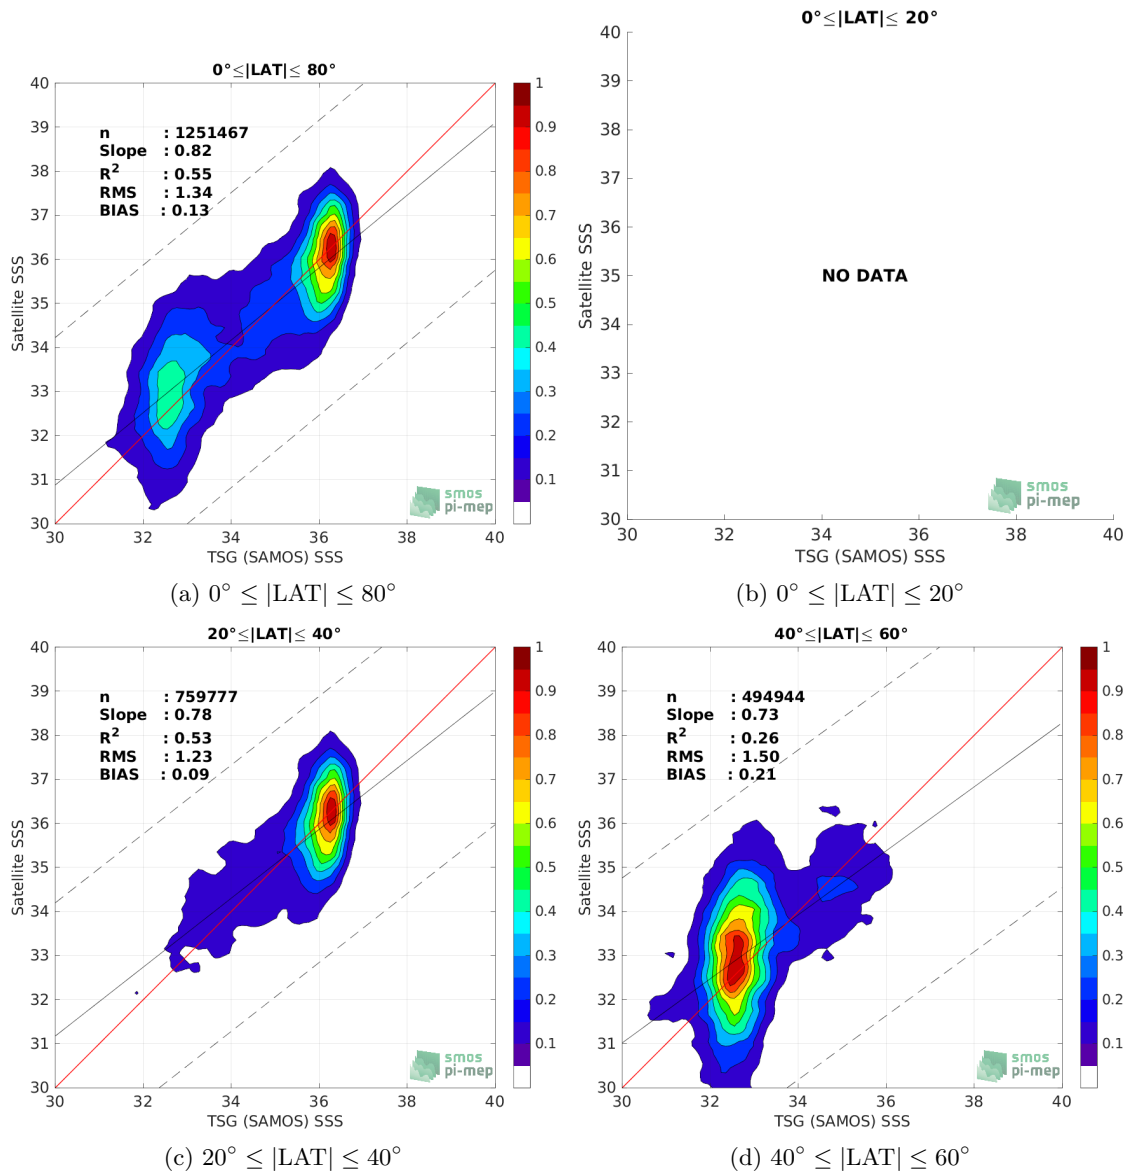 0°≤|LAT|≤ 80°
40
39
38
37
36
35
34
33
32
31
30
Satellite SSS
n : 1251467
Slope : 0.82
R² : 0.55
RMS : 1.34
BIAS : 0.13
smos
pi-mep
30 32 34 36 38 40
TSG (SAMOS) SSS
1
0.9
0.8
0.7
0.6
0.5
0.4
0.3
0.2
0.1
(a) 0° ≤ |LAT| ≤ 80°
0°≤|LAT|≤ 20°
40
39
38
37
36
35
34
33
32
31
30
Satellite SSS
NO DATA
smos
pi-mep
30 32 34 36 38 40
TSG (SAMOS) SSS
(b) 0° ≤ |LAT| ≤ 20°
20°≤|LAT|≤ 40°
40
39
38
37
36
35
34
33
32
31
30
Satellite SSS
n : 759777
Slope : 0.78
R² : 0.53
RMS : 1.23
BIAS : 0.09
smos
pi-mep
30 32 34 36 38 40
TSG (SAMOS) SSS
1
0.9
0.8
0.7
0.6
0.5
0.4
0.3
0.2
0.1
(c) 20° ≤ |LAT| ≤ 40°
40°≤|LAT|≤ 60°
40
39
38
37
36
35
34
33
32
31
30
Satellite SSS
n : 494944
Slope : 0.73
R² : 0.26
RMS : 1.50
BIAS : 0.21
smos
pi-mep
30 32 34 36 38 40
TSG (SAMOS) SSS
1
0.9
0.8
0.7
0.6
0.5
0.4
0.3
0.2
0.1
(d) 40° ≤ |LAT| ≤ 60°